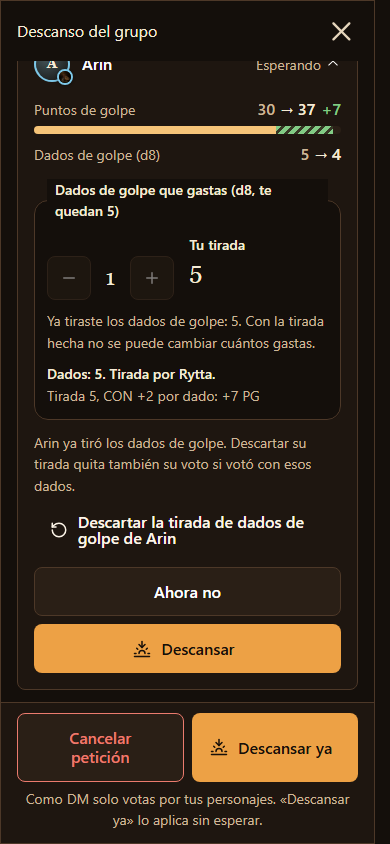 Descanso del grupo
A
Arin
Esperando
Puntos de golpe
30 → 37 +7
Dados de golpe (d8)
5 → 4
Dados de golpe que gastas (d8, te
quedan 5)
Tu tirada
− 1 +
5
Ya tiraste los dados de golpe: 5. Con la tirada
hecha no se puede cambiar cuántos gastas.
Dados: 5. Tirada por Rytta.
Tirada 5, CON +2 por dado: +7 PG
Arin ya tiró los dados de golpe. Descartar su
tirada quita también su voto si votó con esos
dados.
Descartar la tirada de dados de
golpe de Arin
Ahora no
Descansar
Cancelar
petición
Descansar ya
Como DM solo votas por tus personajes. «Descansar
ya» lo aplica sin esperar.